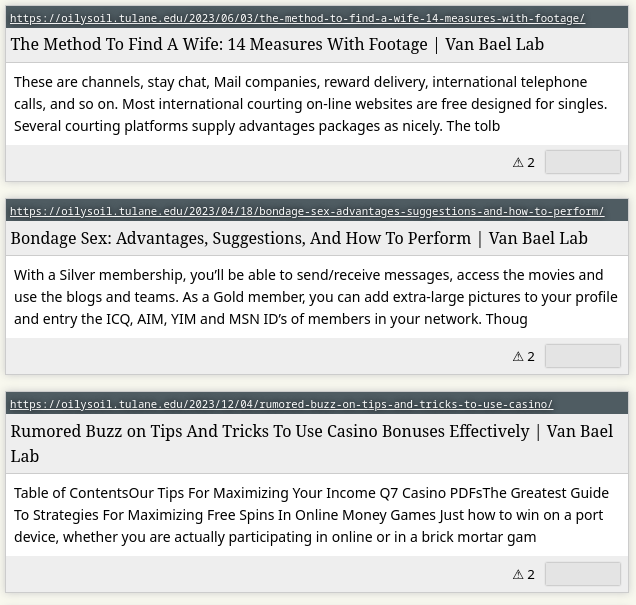 https://oilysoil.tulane.edu/2023/06/03/the-method-to-find-a-wife-14-measures-with-footage/
The Method To Find A Wife: 14 Measures With Footage | Van Bael Lab
These are channels, stay chat, Mail companies, reward delivery, international telephone
calls, and so on. Most international courting on-line websites are free designed for singles.
Several courting platforms supply advantages packages as nicely. The tolb
⚠ 2
https://oilysoil.tulane.edu/2023/04/18/bondage-sex-advantages-suggestions-and-how-to-perform/
Bondage Sex: Advantages, Suggestions, And How To Perform | Van Bael Lab
With a Silver membership, you’ll be able to send/receive messages, access the movies and
use the blogs and teams. As a Gold member, you can add extra-large pictures to your profile
and entry the ICQ, AIM, YIM and MSN ID’s of members in your network. Thoug
⚠ 2
https://oilysoil.tulane.edu/2023/12/04/rumored-buzz-on-tips-and-tricks-to-use-casino/
Rumored Buzz on Tips And Tricks To Use Casino Bonuses Effectively | Van Bael
Lab
Table of ContentsOur Tips For Maximizing Your Income Q7 Casino PDFsThe Greatest Guide
To Strategies For Maximizing Free Spins In Online Money Games Just how to win on a port
device, whether you are actually participating in online or in a brick mortar gam
⚠ 2